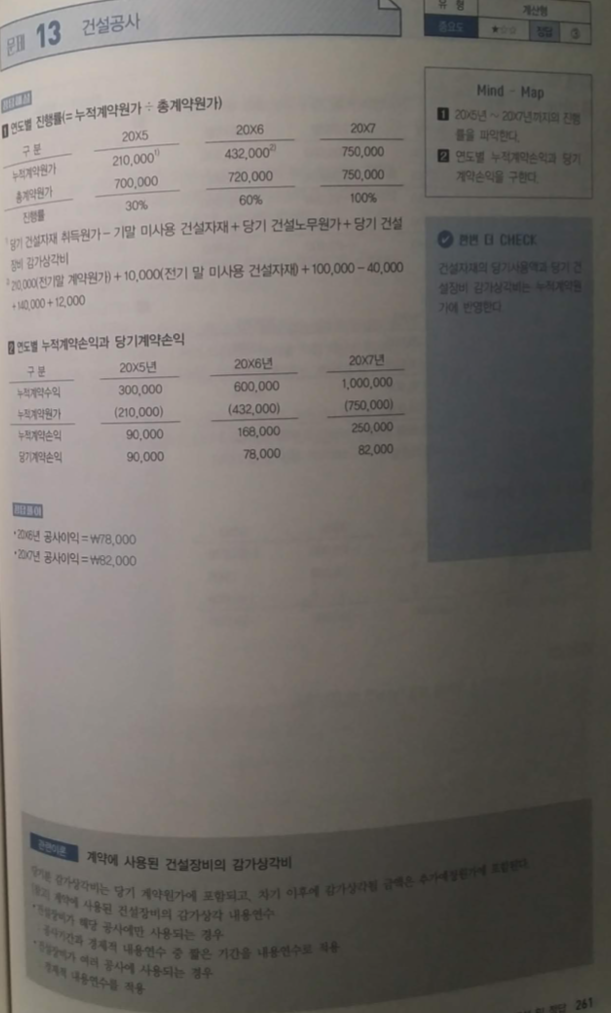 문제 13 건설공사
유 형 계산형
중요도 ★☆☆ 정답 ③
정답해설
1 연도별 진행률(= 누적계약원가 ÷ 총계약원가)
구 분 20X5 20X6 20X7
누적계약원가 210,000¹⁾ 432,000²⁾ 750,000
총계약원가 700,000 720,000 750,000
진행률 30% 60% 100%
¹⁾ 당기 건설자재 취득원가 - 기말 미사용 건설자재 + 당기 건설노무원가 + 당기 건설
장비 감가상각비
²⁾ 210,000(전기말 계약원가) + 10,000(전기 말 미사용 건설자재) + 100,000 - 40,000
+ 140,000 + 12,000
2 연도별 누적계약손익과 당기계약손익
구 분 20X5년 20X6년 20X7년
누적계약수익 300,000 600,000 1,000,000
누적계약원가 (210,000) (432,000) (750,000)
누적계약손익 90,000 168,000 250,000
당기계약손익 90,000 78,000 82,000
정답풀이
• 20X6년 공사이익 = ₩78,000
• 20X7년 공사이익 = ₩82,000
Mind - Map
1 20X5년 ~ 20X7년까지의 진행
률을 파악한다.
2 연도별 누적계약손익과 당기
계약손익을 구한다.
한번 더 CHECK
건설자재의 당기사용액과 당기 건
설장비 감가상각비는 누적계약원
가에 반영한다.
관련이론 계약에 사용된 건설장비의 감가상각비
당기분 감가상각비는 당기 계약원가에 포함되고, 차기 이후에 감가상각될 금액은 추가예정원가에 포함된다.
[참고] 계약에 사용된 건설장비의 감가상각 내용연수
• 건설장비가 해당 공사에만 사용되는 경우
: 공사기간과 경제적 내용연수 중 짧은 기간을 내용연수로 적용
• 건설장비가 여러 공사에 사용되는 경우
: 경제적 내용연수를 적용
정답 261